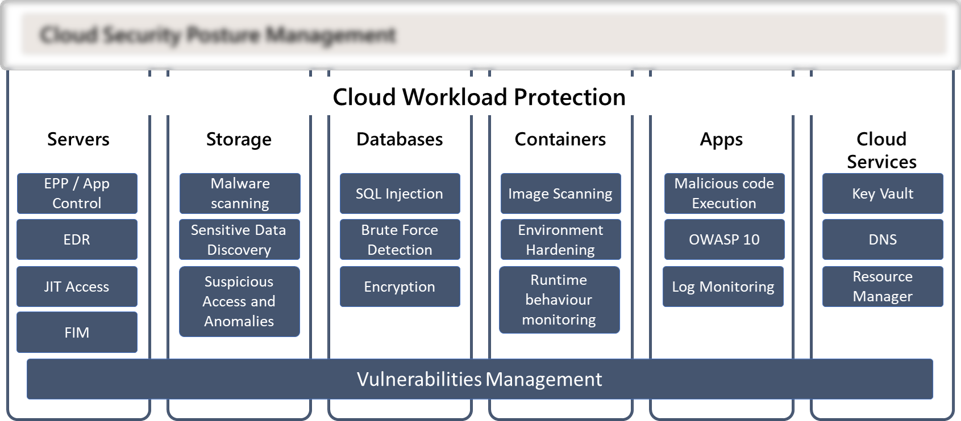 Cloud Security Posture Management
Cloud Workload Protection
Servers
EPP / App
Control
EDR
JIT Access
FIM
Storage
Malware
scanning
Sensitive Data
Discovery
Suspicious
Access and
Anomalies
Databases
SQL Injection
Brute Force
Detection
Encryption
Containers
Image Scanning
Environment
Hardening
Runtime
behaviour
monitoring
Apps
Malicious code
Execution
OWASP 10
Log Monitoring
Cloud
Services
Key Vault
DNS
Resource
Manager
Vulnerabilities Management